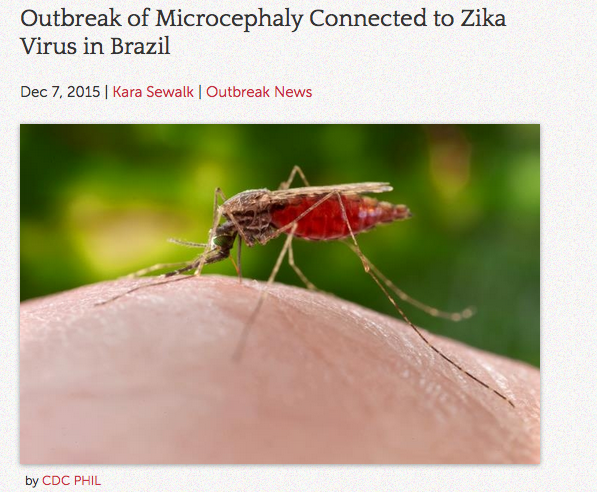 Outbreak of Microcephaly Connected to Zika
Virus in Brazil
Dec 7, 2015 | Kara Sewalk | Outbreak News
by CDC PHIL